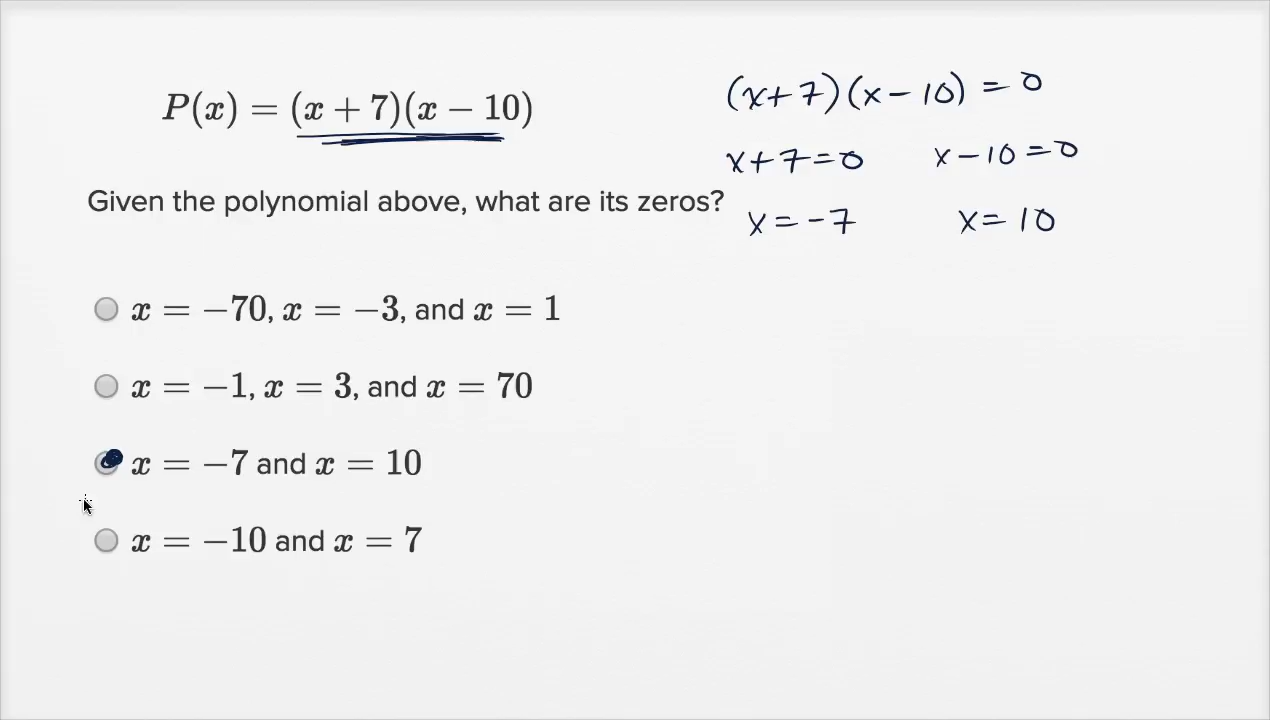 P(x) = (x + 7)(x − 10)
(x+7)(x−10) = 0
x+7=0 x−10=0
Given the polynomial above, what are its zeros?
x=−7 x=10
x = −70, x = −3, and x = 1
x = −1, x = 3, and x = 70
x = −7 and x = 10
x = −10 and x = 7